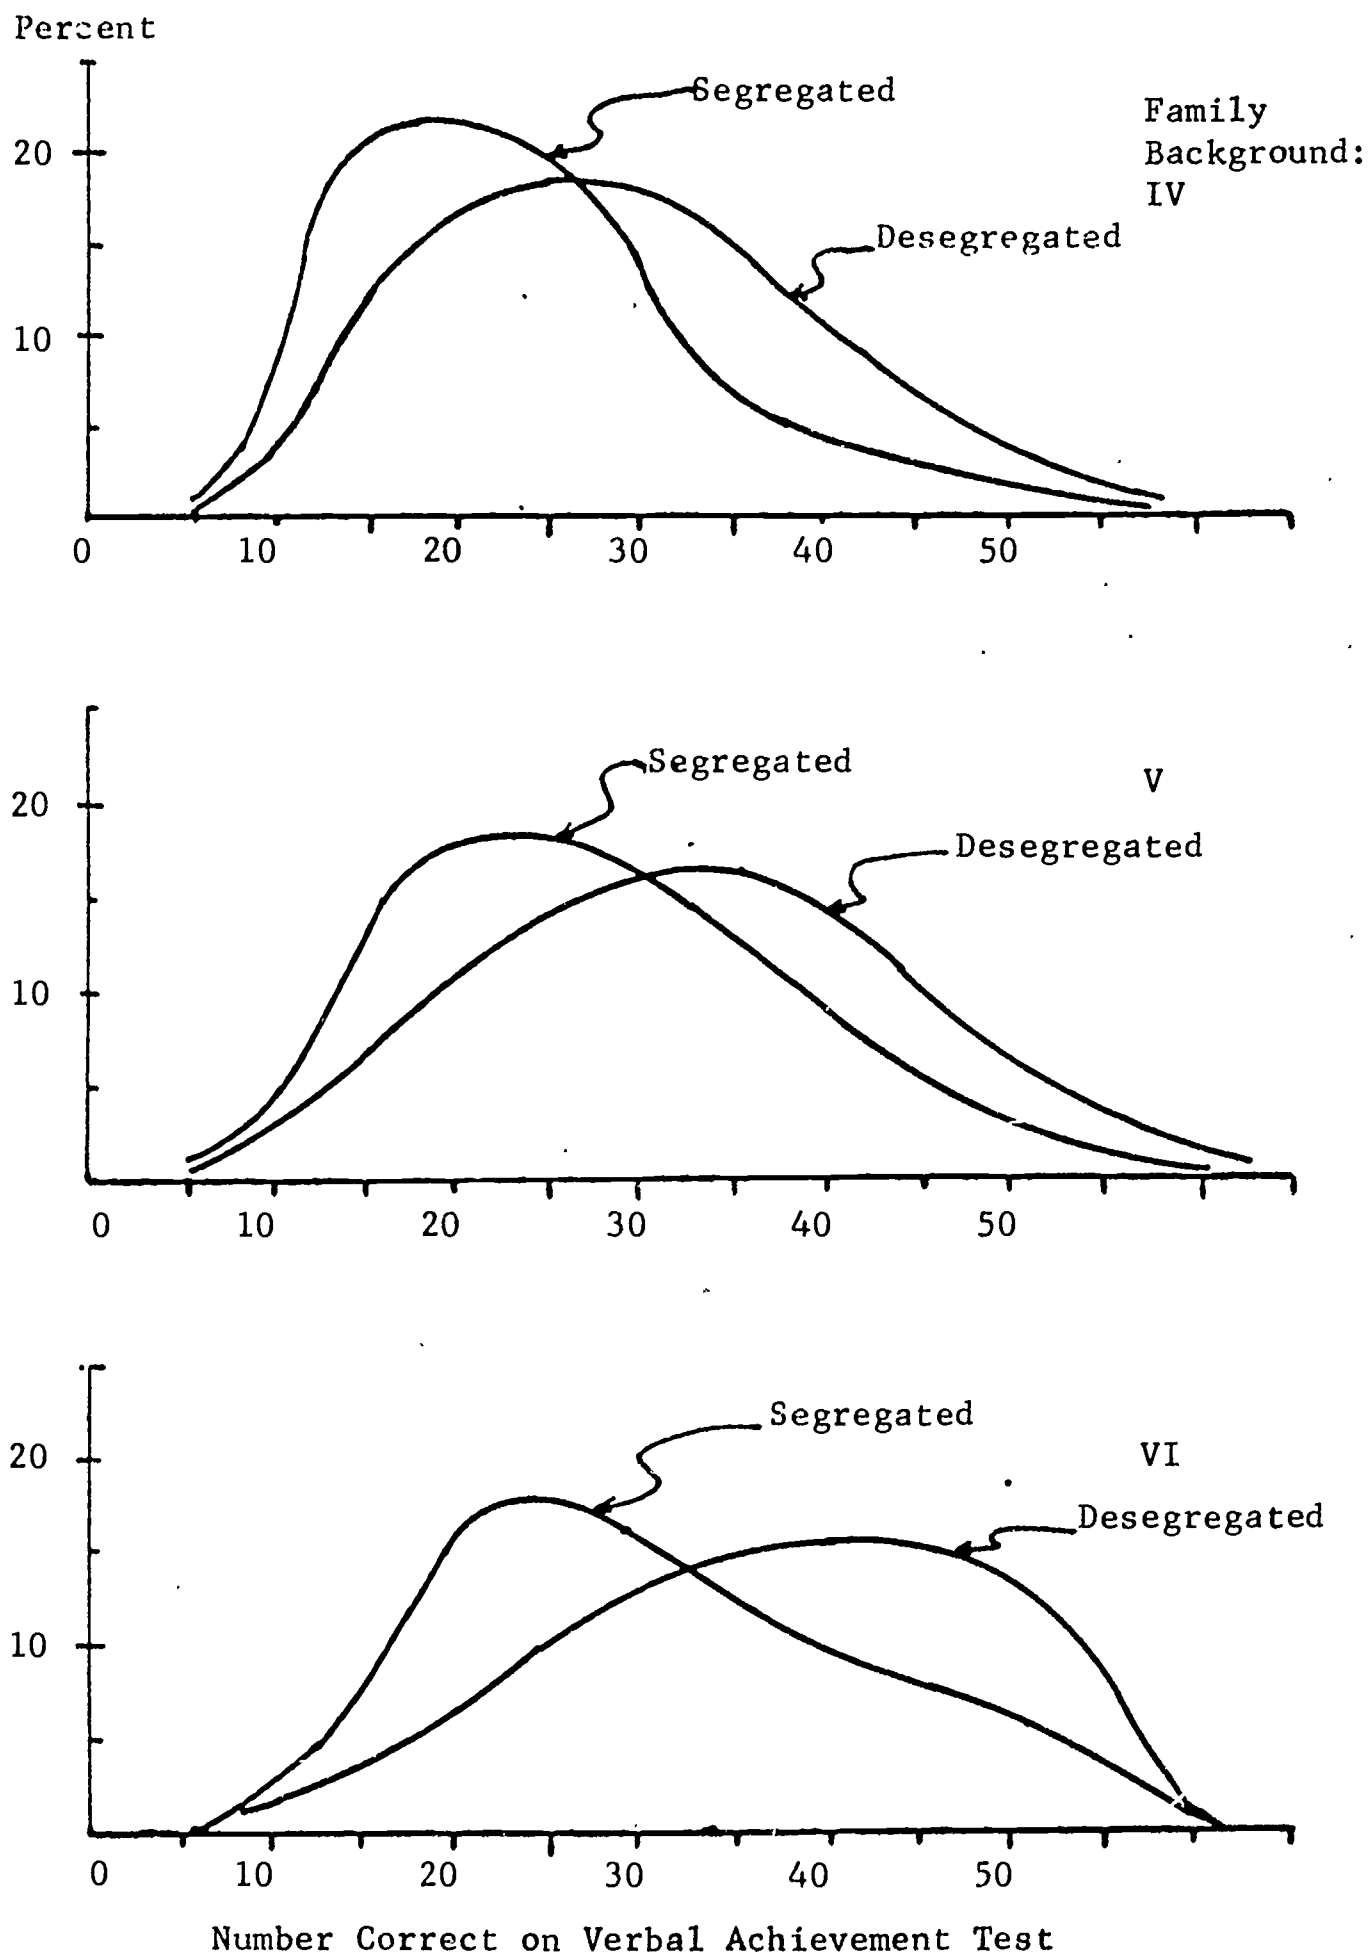 Percent
Segregated
Family
Background:
IV
20
Desegregated
10
0 10 20 30 40 50
Segregated
V
20
Desegregated
10
0 10 20 30 40 50
Segregated
20
VI
Desegregated
10
0 10 20 30 40 50
Number Correct on Verbal Achievement Test